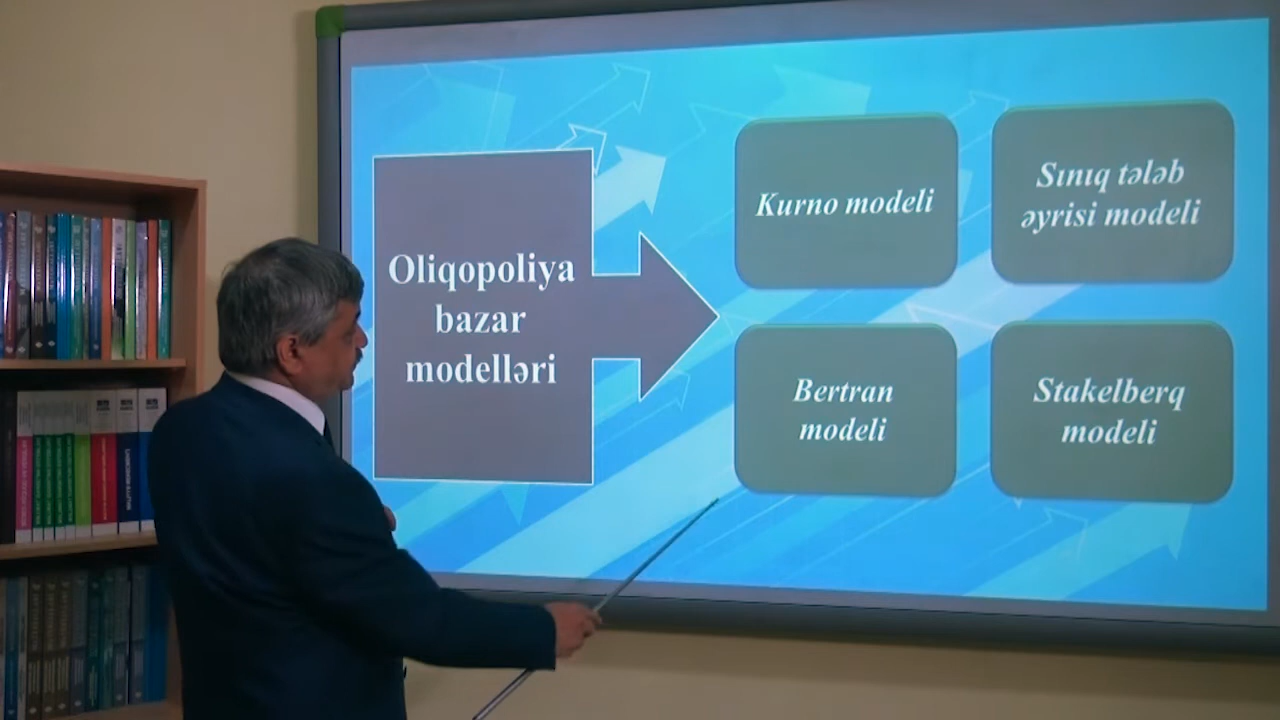 Oliqopoliya
bazar
modelləri
Kurno modeli
Sınıq tələb
əyrisi modeli
Bertran
modeli
Stakelberq
modeli